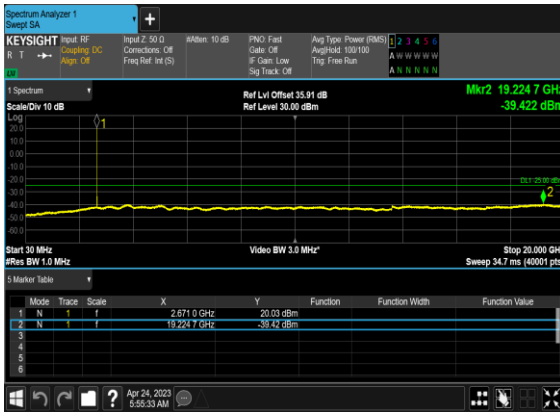 Spectrum Analyzer 1
Swept SA
+
KEYSIGHT
R T
LXI
Input: RF
Coupling: DC
Align: Off
Input Z: 50 Ω
Corrections: Off
Freq Ref: Int (S)
#Atten: 10 dB
PNO: Fast
Gate: Off
IF Gain: Low
Sig Track: Off
Avg Type: Power (RMS)
Avg|Hold: 100/100
Trig: Free Run
1 2 3 4 5 6
A W W W W W
A N N N N N
1 Spectrum
Scale/Div 10 dB
Ref Lvl Offset 35.91 dB
Ref Level 30.00 dBm
Mkr2 19.224 7 GHz
-39.422 dBm
Log
20.0
10.0
0.00
-10.0
-20.0
-30.0
-40.0
-50.0
-60.0
1
DL1 -25.00 dBm
2
Start 30 MHz
#Res BW 1.0 MHz
Video BW 3.0 MHz*
Stop 20.000 GHz
Sweep 34.7 ms (40001 pts)
5 Marker Table
Mode Trace Scale X Y Function Function Width Function Value
1 N 1 f 2.671 0 GHz 20.03 dBm
2 N 1 f 19.224 7 GHz -39.42 dBm
3
4
5
6
?
Apr 24, 2023
5:55:33 AM